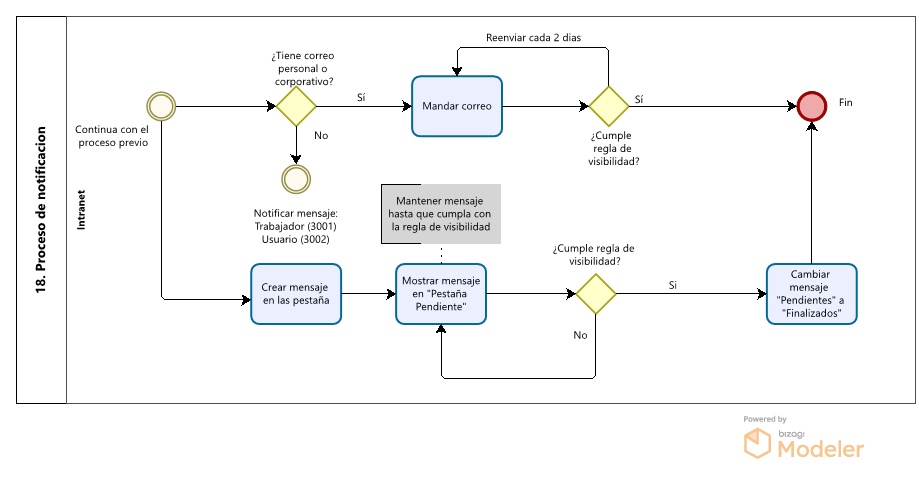 18. Proceso de notificacion
Intranet
Continua con el
proceso previo
¿Tiene correo
personal o
corporativo?
Sí
No
Notificar mensaje:
Trabajador (3001)
Usuario (3002)
Reenviar cada 2 dias
Mandar correo
¿Cumple
regla de
visibilidad?
Sí
Fin
Mantener mensaje
hasta que cumpla con
la regla de visibilidad
Crear mensaje
en las pestaña
Mostrar mensaje
en "Pestaña
Pendiente"
¿Cumple regla de
visibilidad?
Si
No
Cambiar
mensaje
"Pendientes" a
"Finalizados"
Powered by
bizagi
Modeler